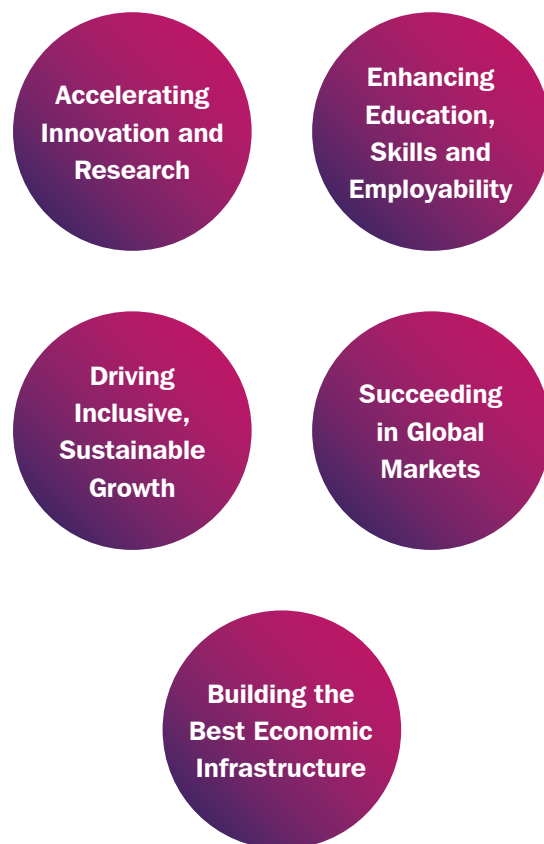 Accelerating
Innovation and
Research
Enhancing
Education,
Skills and
Employability
Driving
Inclusive,
Sustainable
Growth
Succeeding
in Global
Markets
Building the
Best Economic
Infrastructure